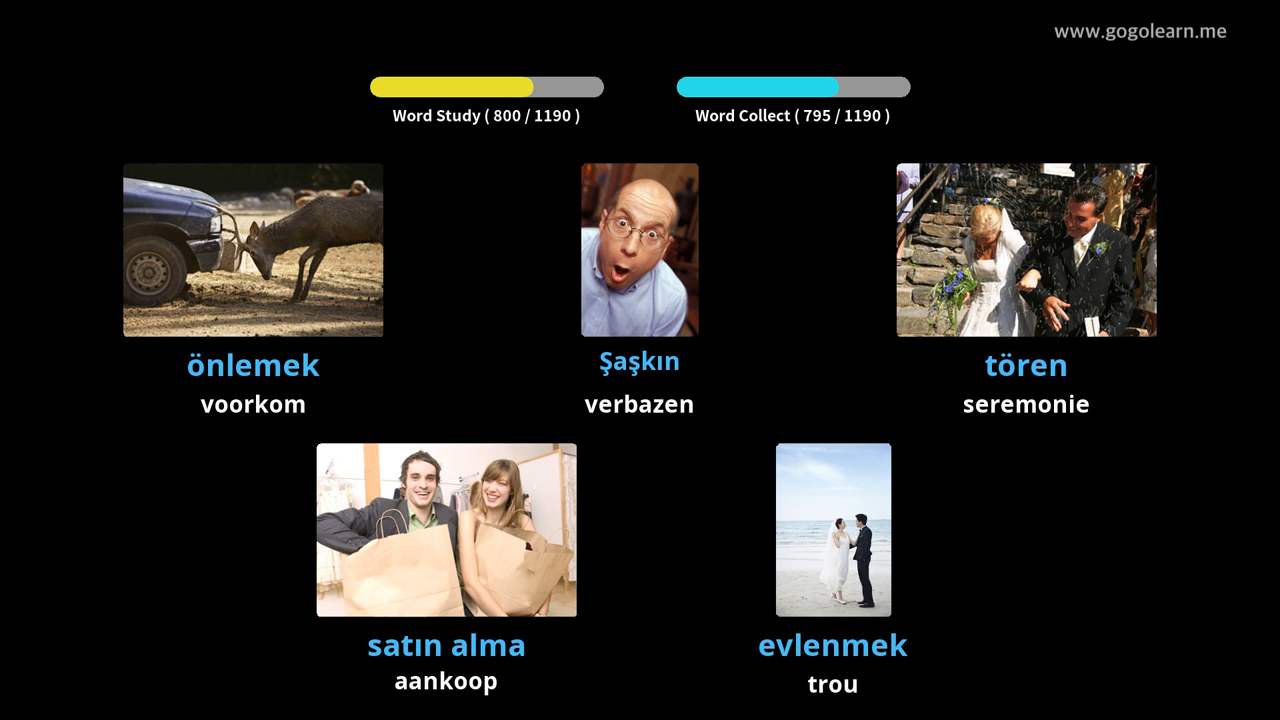 www.gogolearn.me
Word Study ( 800 / 1190 )
Word Collect ( 795 / 1190 )
önlemek
voorkom
Şaşkın
verbazen
tören
seremonie
satın alma
aankoop
evlenmek
trou